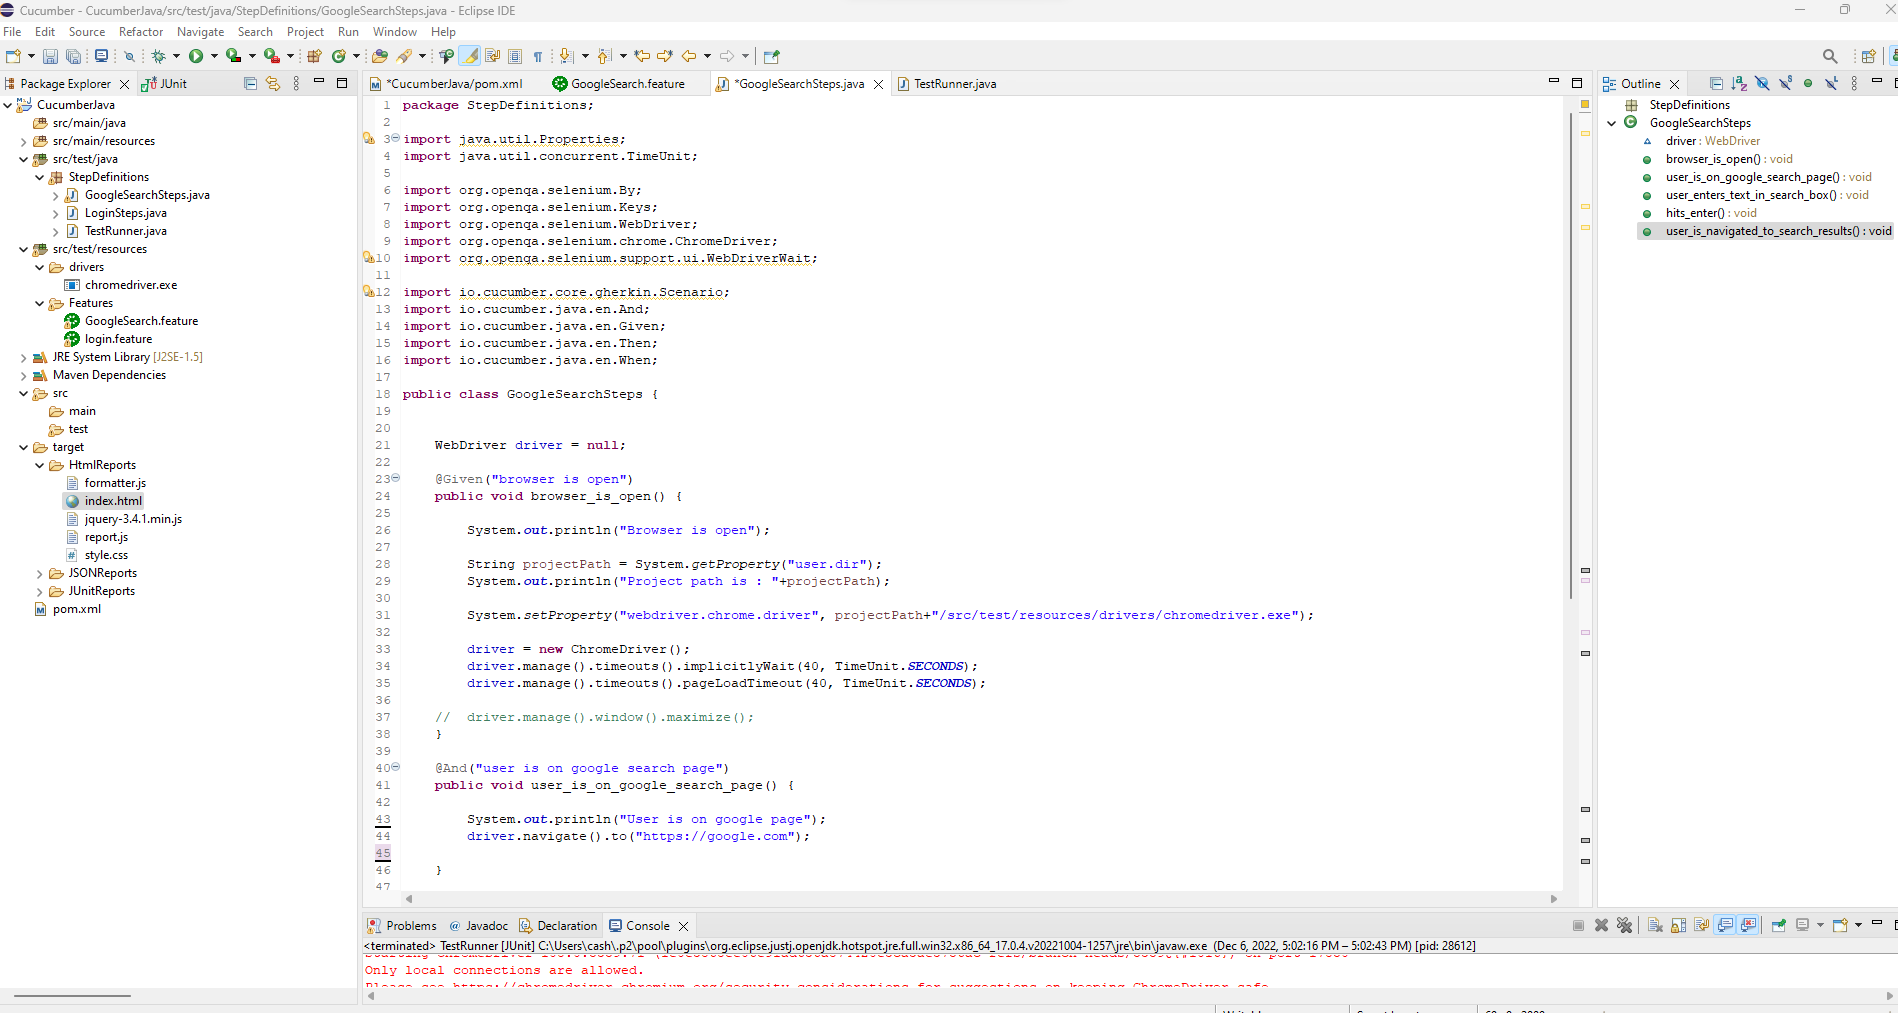 Cucumber - CucumberJava/src/test/java/StepDefinitions/GoogleSearchSteps.java - Eclipse IDE
File Edit Source Refactor Navigate Search Project Run Window Help
Package Explorer
JUnit
CucumberJava
src/main/java
src/main/resources
src/test/java
StepDefinitions
GoogleSearchSteps.java
LoginSteps.java
TestRunner.java
src/test/resources
drivers
chromedriver.exe
Features
GoogleSearch.feature
login.feature
JRE System Library [J2SE-1.5]
Maven Dependencies
src
main
test
target
HtmlReports
formatter.js
index.html
jquery-3.4.1.min.js
report.js
style.css
JSONReports
JUnitReports
pom.xml
*CucumberJava/pom.xml GoogleSearch.feature *GoogleSearchSteps.java TestRunner.java
1 package StepDefinitions;
2
3 import java.util.Properties;
4 import java.util.concurrent.TimeUnit;
5
6 import org.openqa.selenium.By;
7 import org.openqa.selenium.Keys;
8 import org.openqa.selenium.WebDriver;
9 import org.openqa.selenium.chrome.ChromeDriver;
10 import org.openqa.selenium.support.ui.WebDriverWait;
11
12 import io.cucumber.core.gherkin.Scenario;
13 import io.cucumber.java.en.And;
14 import io.cucumber.java.en.Given;
15 import io.cucumber.java.en.Then;
16 import io.cucumber.java.en.When;
17
18 public class GoogleSearchSteps {
19
20
21 WebDriver driver = null;
22
23 @Given("browser is open")
24 public void browser_is_open() {
25
26 System.out.println("Browser is open");
27
28 String projectPath = System.getProperty("user.dir");
29 System.out.println("Project path is : "+projectPath);
30
31 System.setProperty("webdriver.chrome.driver", projectPath+"/src/test/resources/drivers/chromedriver.exe");
32
33 driver = new ChromeDriver();
34 driver.manage().timeouts().implicitlyWait(40, TimeUnit.SECONDS);
35 driver.manage().timeouts().pageLoadTimeout(40, TimeUnit.SECONDS);
36
37 // driver.manage().window().maximize();
38 }
39
40 @And("user is on google search page")
41 public void user_is_on_google_search_page() {
42
43 System.out.println("User is on google page");
44 driver.navigate().to("https://google.com");
45
46 }
47
Outline
StepDefinitions
GoogleSearchSteps
driver : WebDriver
browser_is_open() : void
user_is_on_google_search_page() : void
user_enters_text_in_search_box() : void
hits_enter() : void
user_is_navigated_to_search_results() : void
Problems @ Javadoc Declaration Console
<terminated> TestRunner [JUnit] C:\Users\cash\.p2\pool\plugins\org.eclipse.justj.openjdk.hotspot.jre.full.win32.x86_64_17.0.4.v20221004-1257\jre\bin\javaw.exe (Dec 6, 2022, 5:02:16 PM – 5:02:43 PM) [pid: 28612]
Only local connections are allowed.
Please see https://chromedriver.chromium.org/security-considerations for suggestions on keeping ChromeDriver safe